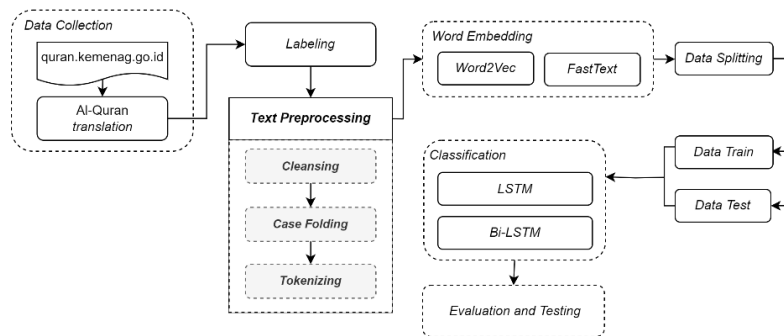 Data Collection
quran.kemenag.go.id
Al-Quran
translation
Labeling
Text Preprocessing
Cleansing
Case Folding
Tokenizing
Word Embedding
Word2Vec
FastText
Data Splitting
Data Train
Data Test
Classification
LSTM
Bi-LSTM
Evaluation and Testing